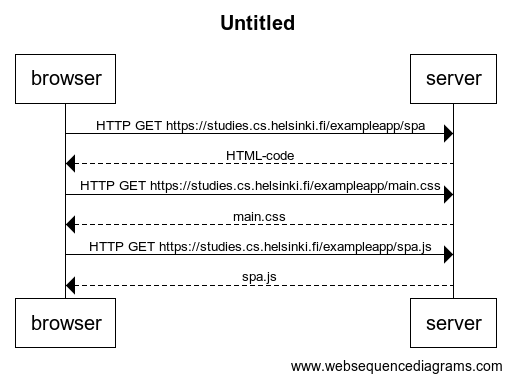 Untitled
browser
server
HTTP GET https://studies.cs.helsinki.fi/exampleapp/spa
HTML-code
HTTP GET https://studies.cs.helsinki.fi/exampleapp/main.css
main.css
HTTP GET https://studies.cs.helsinki.fi/exampleapp/spa.js
spa.js
browser
server
www.websequencediagrams.com